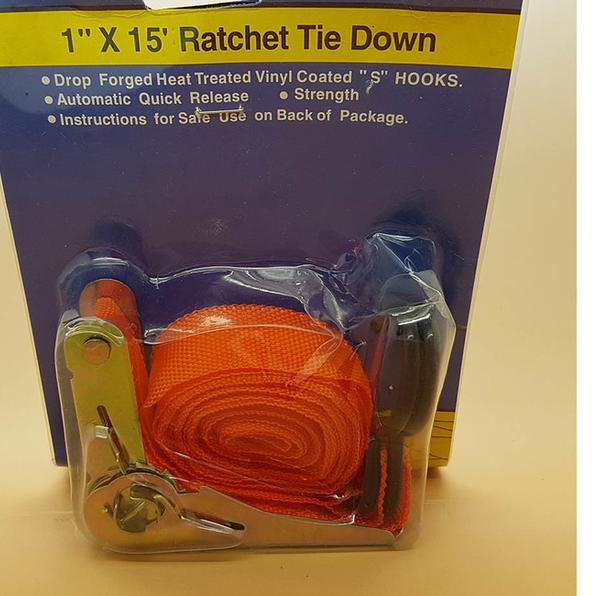 1" X 15' Ratchet Tie Down
• Drop Forged Heat Treated Vinyl Coated "S" HOOKS.
• Automatic Quick Release • Strength
• Instructions for Safe Use on Back of Package.